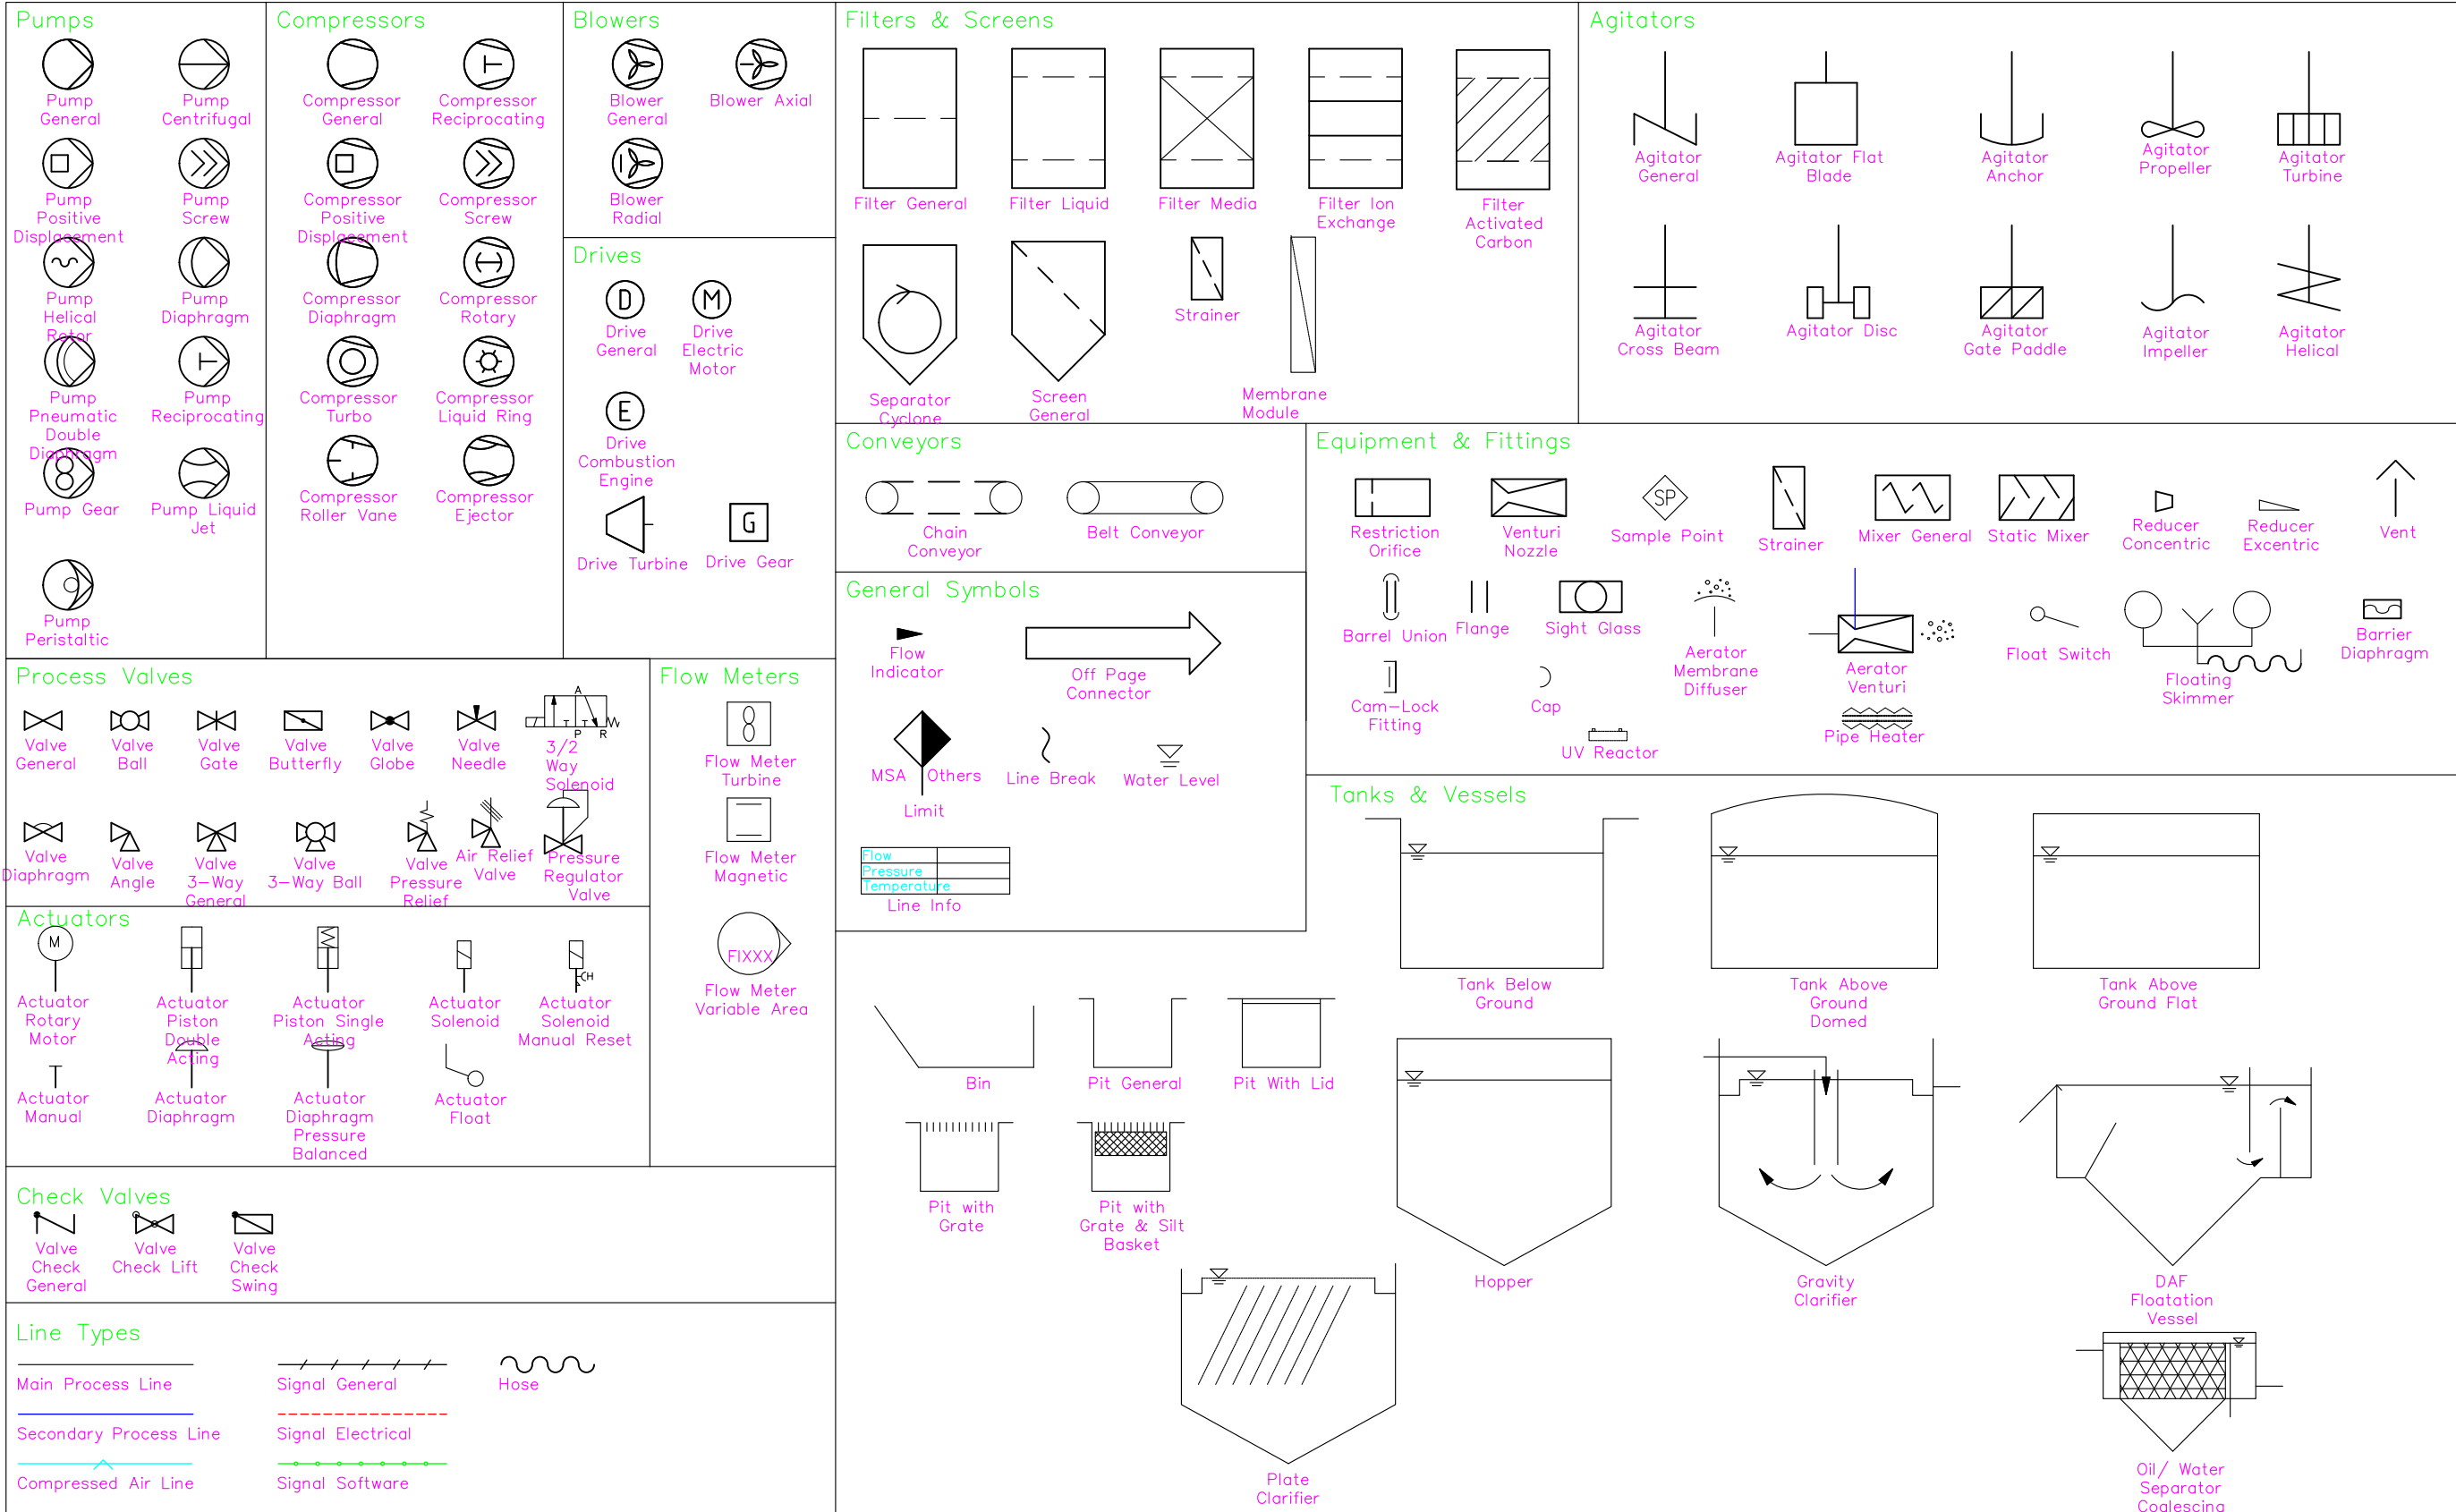 Pumps
Pump
General
Pump
Centrifugal
Pump
Positive
Displacement
Pump
Screw
Pump
Helical
Rotor
Pump
Diaphragm
Pump
Pneumatic
Double
Diaphragm
Pump
Reciprocating
Pump Gear
Pump Liquid
Jet
Pump
Peristaltic
Compressors
Compressor
General
Compressor
Reciprocating
Compressor
Positive
Displacement
Compressor
Screw
Compressor
Diaphragm
Compressor
Rotary
Compressor
Turbo
Compressor
Liquid Ring
Compressor
Roller Vane
Compressor
Ejector
Blowers
Blower
General
Blower Axial
Blower
Radial
Drives
D
Drive
General
M
Drive
Electric
Motor
E
Drive
Combustion
Engine
Drive Turbine
G
Drive Gear
Filters & Screens
Filter General
Filter Liquid
Filter Media
Filter Ion
Exchange
Filter
Activated
Carbon
Separator
Cyclone
Screen
General
Strainer
Membrane
Module
Agitators
Agitator
General
Agitator Flat
Blade
Agitator
Anchor
Agitator
Propeller
Agitator
Turbine
Agitator
Cross Beam
Agitator Disc
Agitator
Gate Paddle
Agitator
Impeller
Agitator
Helical
Conveyors
Chain
Conveyor
Belt Conveyor
Equipment & Fittings
Restriction
Orifice
Venturi
Nozzle
SP
Sample Point
Strainer
Mixer General
Static Mixer
Reducer
Concentric
Reducer
Excentric
Vent
Barrel Union
Flange
Sight Glass
Aerator
Membrane
Diffuser
Aerator
Venturi
Float Switch
Floating
Skimmer
Barrier
Diaphragm
Cam-Lock
Fitting
Cap
UV Reactor
Pipe Heater
General Symbols
Flow
Indicator
Off Page
Connector
MSA
Others
Limit
Line Break
Water Level
Flow
Pressure
Temperature
Line Info
Process Valves
Valve
General
Valve
Ball
Valve
Gate
Valve
Butterfly
Valve
Globe
Valve
Needle
A
P
R
3/2
Way
Solenoid
Valve
Diaphragm
Valve
Angle
Valve
3-Way
General
Valve
3-Way Ball
Valve
Pressure
Relief
Air Relief
Valve
Pressure
Regulator
Valve
Flow Meters
Flow Meter
Turbine
Flow Meter
Magnetic
FIXXX
Flow Meter
Variable Area
Actuators
M
Actuator
Rotary
Motor
Actuator
Piston
Double
Acting
Actuator
Piston Single
Acting
Actuator
Solenoid
CH
Actuator
Solenoid
Manual Reset
Actuator
Manual
Actuator
Diaphragm
Actuator
Diaphragm
Pressure
Balanced
Actuator
Float
Check Valves
Valve
Check
General
Valve
Check Lift
Valve
Check
Swing
Line Types
Main Process Line
Signal General
Hose
Secondary Process Line
Signal Electrical
Compressed Air Line
Signal Software
Tanks & Vessels
Tank Below
Ground
Tank Above
Ground
Domed
Tank Above
Ground Flat
Bin
Pit General
Pit With Lid
Pit with
Grate
Pit with
Grate & Silt
Basket
Hopper
Gravity
Clarifier
DAF
Floatation
Vessel
Plate
Clarifier
Oil/ Water
Separator
Coalescing